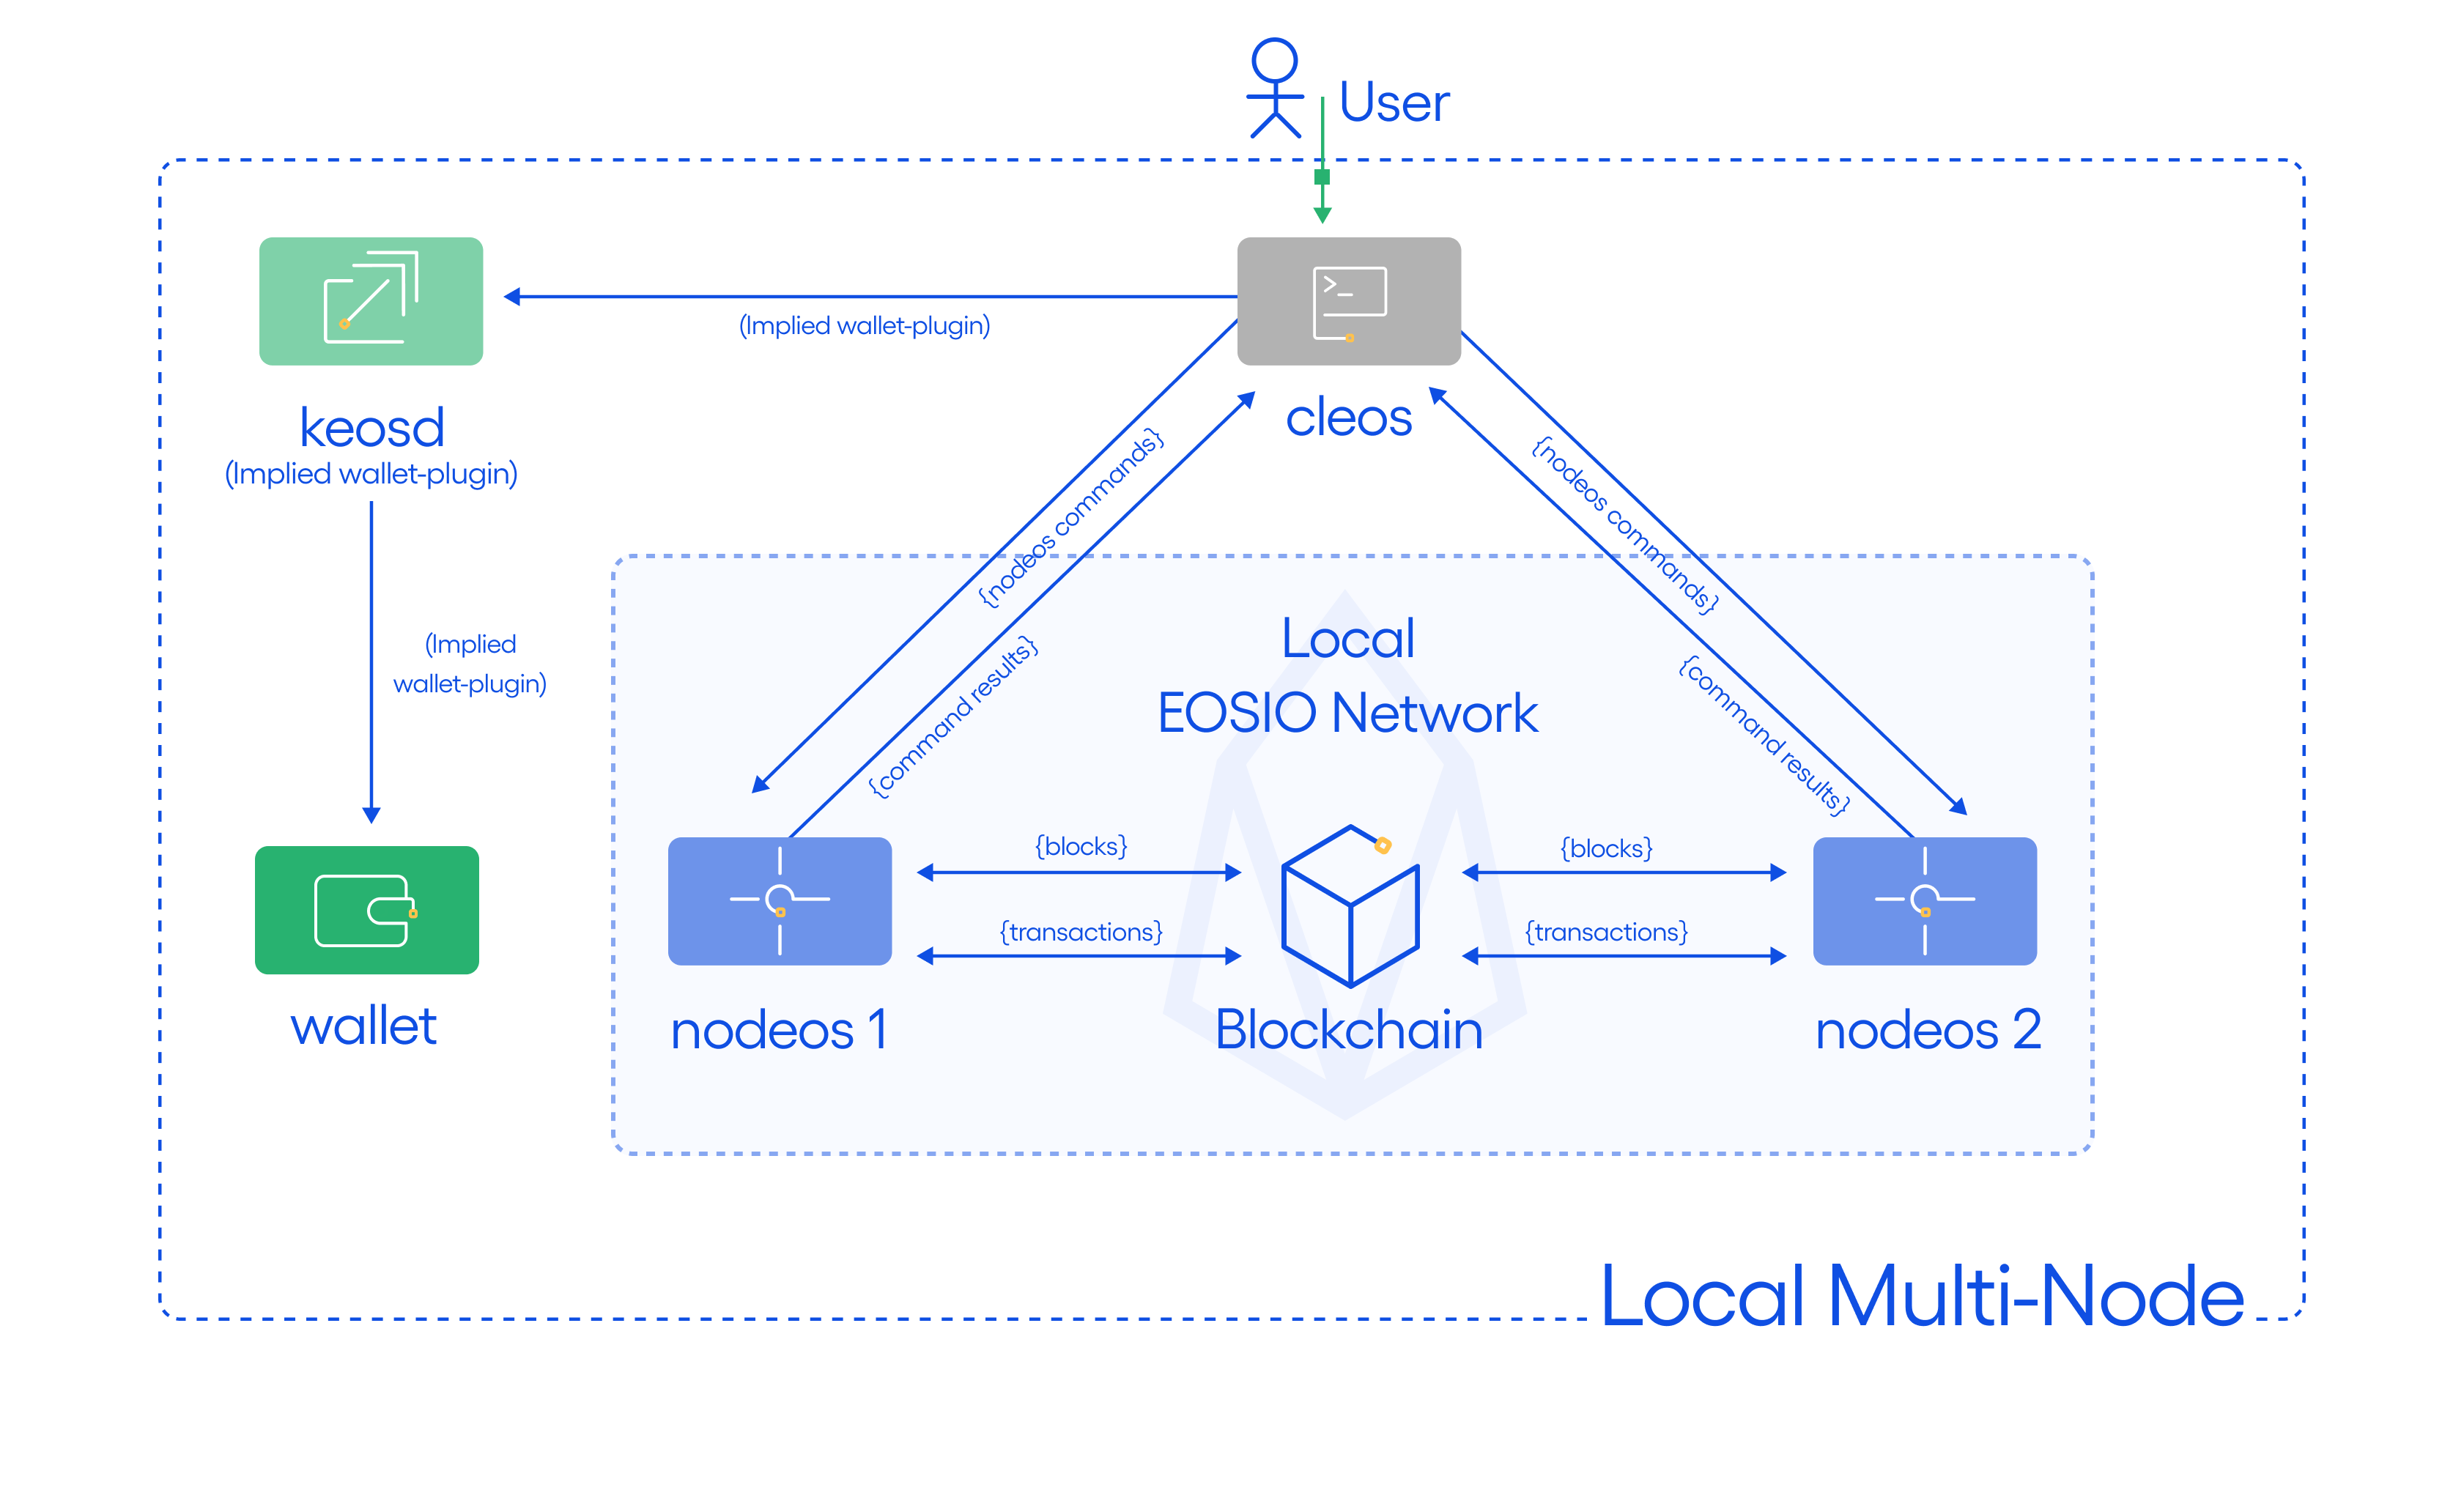 User
(Implied wallet-plugin)
cleos
keosd
(Implied wallet-plugin)
{nodeos commands}
{nodeos commands}
(Implied
wallet-plugin)
{command results}
{command results}
Local
EOSIO Network
{blocks}
{blocks}
{transactions}
{transactions}
wallet
nodeos 1
Blockchain
nodeos 2
Local Multi-Node